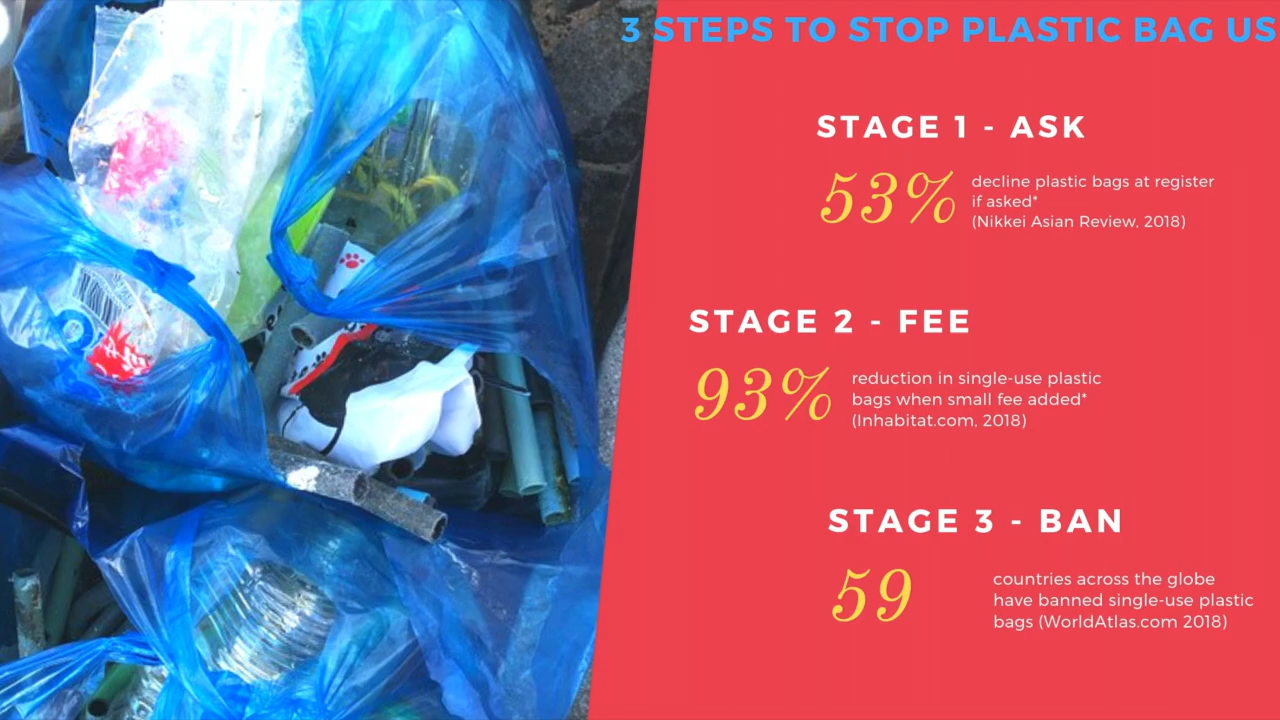 3 STEPS TO STOP PLASTIC BAG US
STAGE 1 - ASK
53%
decline plastic bags at register
if asked*
(Nikkei Asian Review, 2018)
STAGE 2 - FEE
93%
reduction in single-use plastic
bags when small fee added*
(Inhabitat.com, 2018)
STAGE 3 - BAN
59
countries across the globe
have banned single-use plastic
bags (WorldAtlas.com 2018)